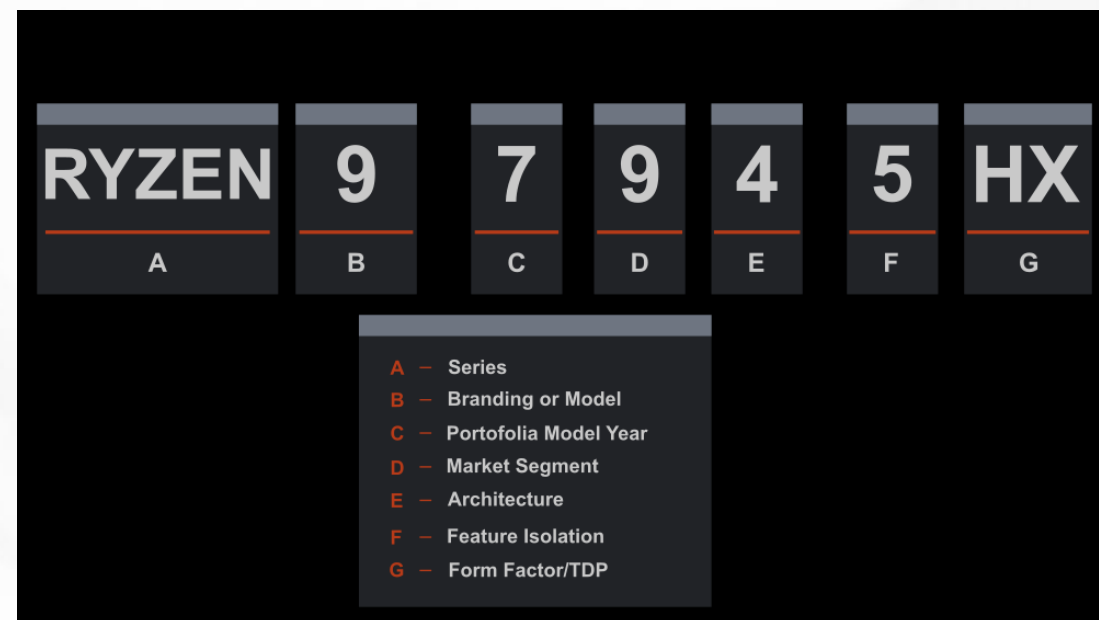 RYZEN 9 7 9 4 5 HX
A B C D E F G
A – Series
B – Branding or Model
C – Portofolia Model Year
D – Market Segment
E – Architecture
F – Feature Isolation
G – Form Factor/TDP